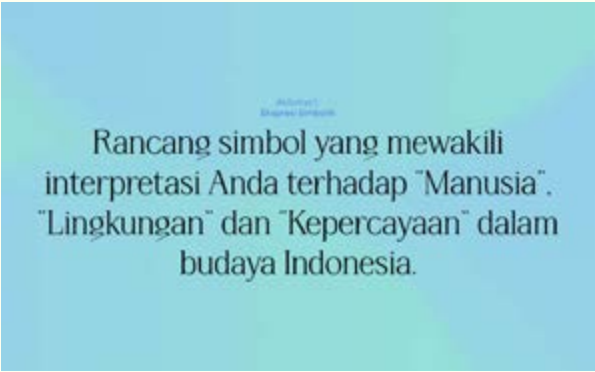 Rancang simbol yang mewakili
interpretasi Anda terhadap "Manusia",
"Lingkungan" dan "Kepercayaan" dalam
budaya Indonesia.